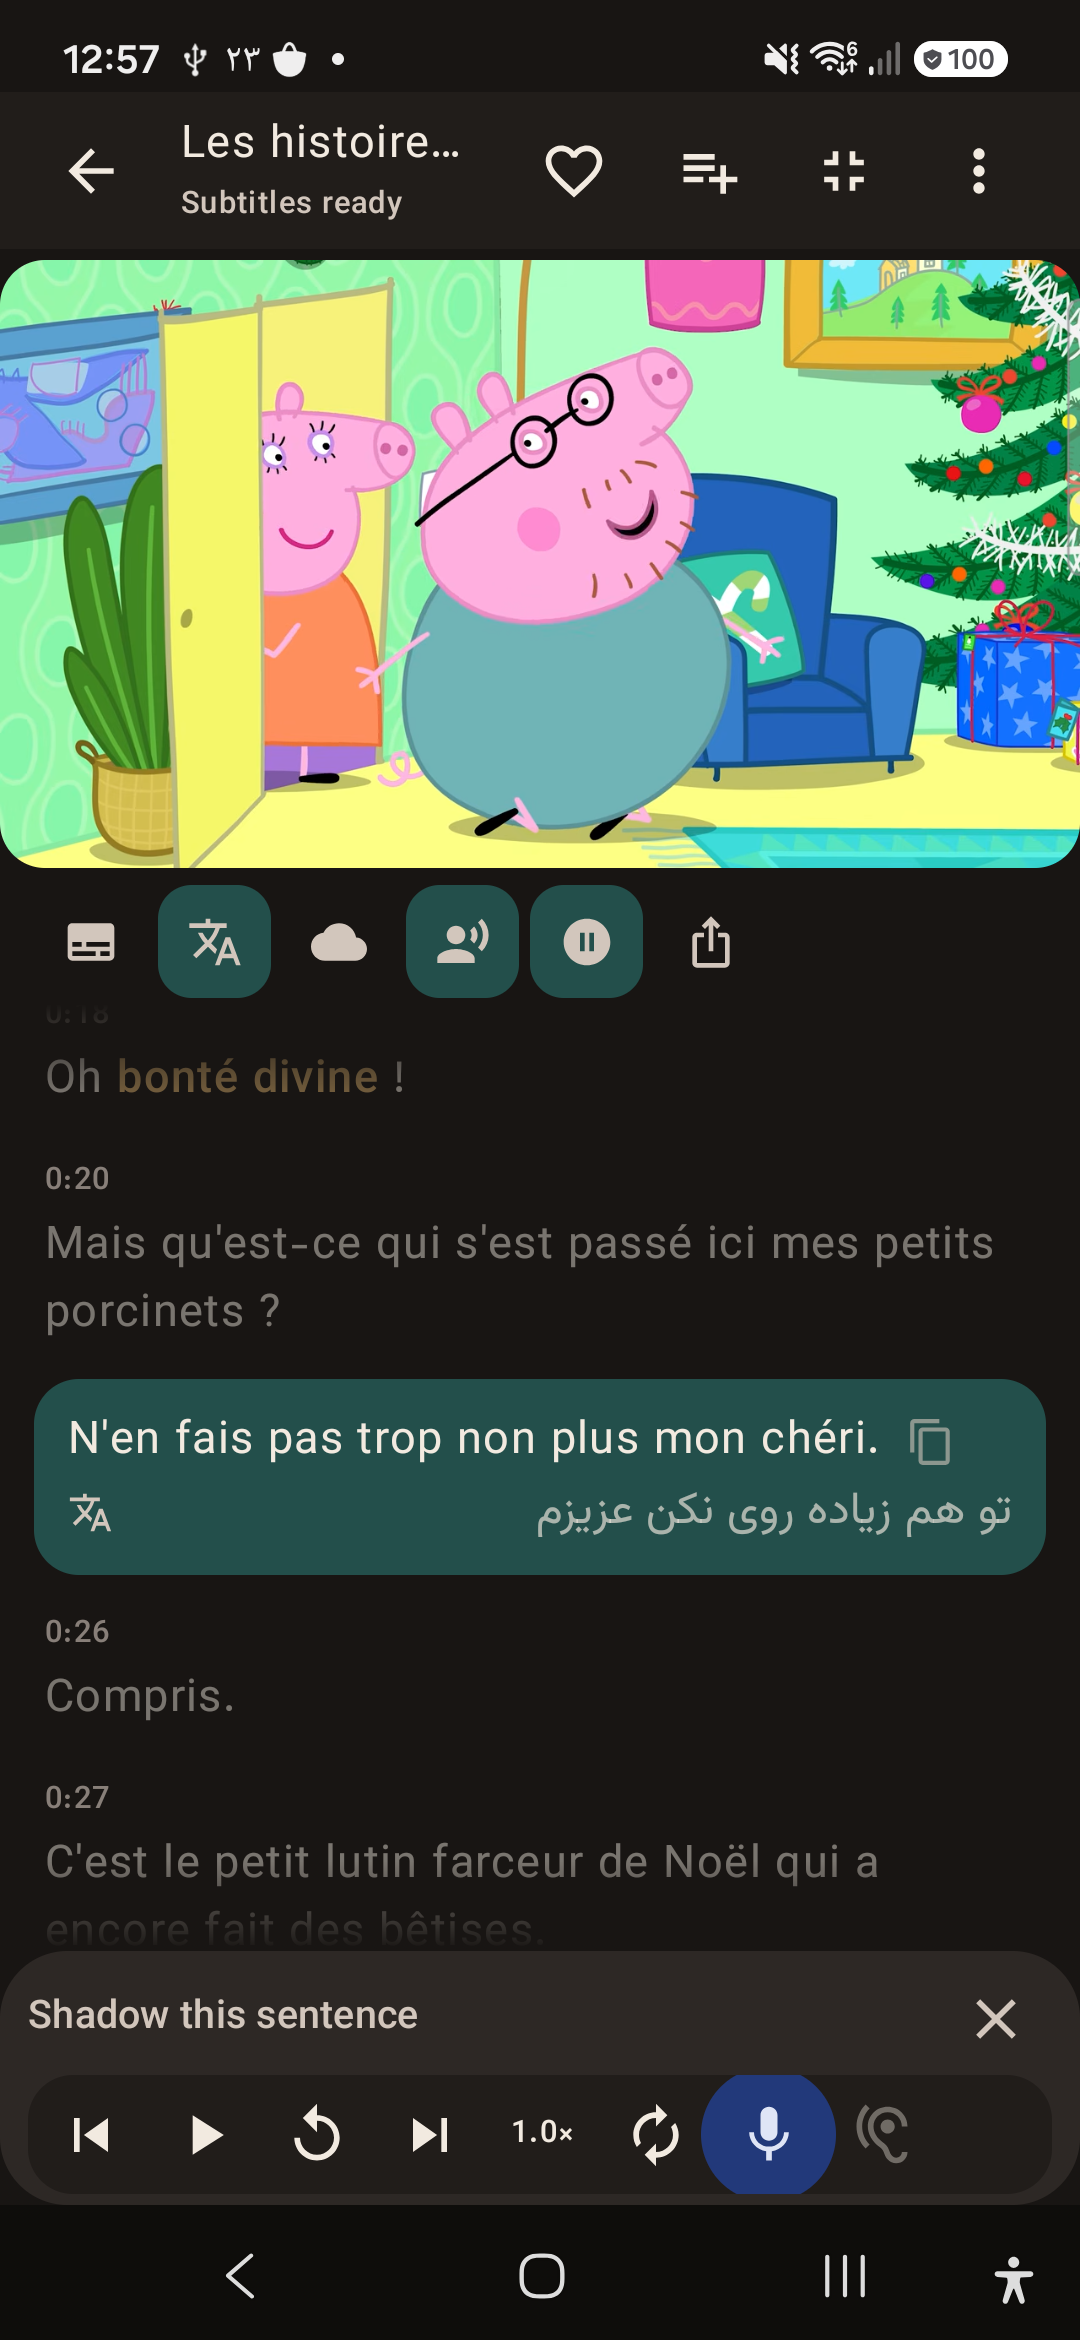 12:57 ۲۳ 6 100
Les histoire...
Subtitles ready
0:18
Oh bonté divine !
0:20
Mais qu'est-ce qui s'est passé ici mes petits
porcinets ?
N'en fais pas trop non plus mon chéri.
تو هم زیاده روی نکن عزیزم
0:26
Compris.
0:27
C'est le petit lutin farceur de Noël qui a
encore fait des bêtises.
Shadow this sentence
1.0×